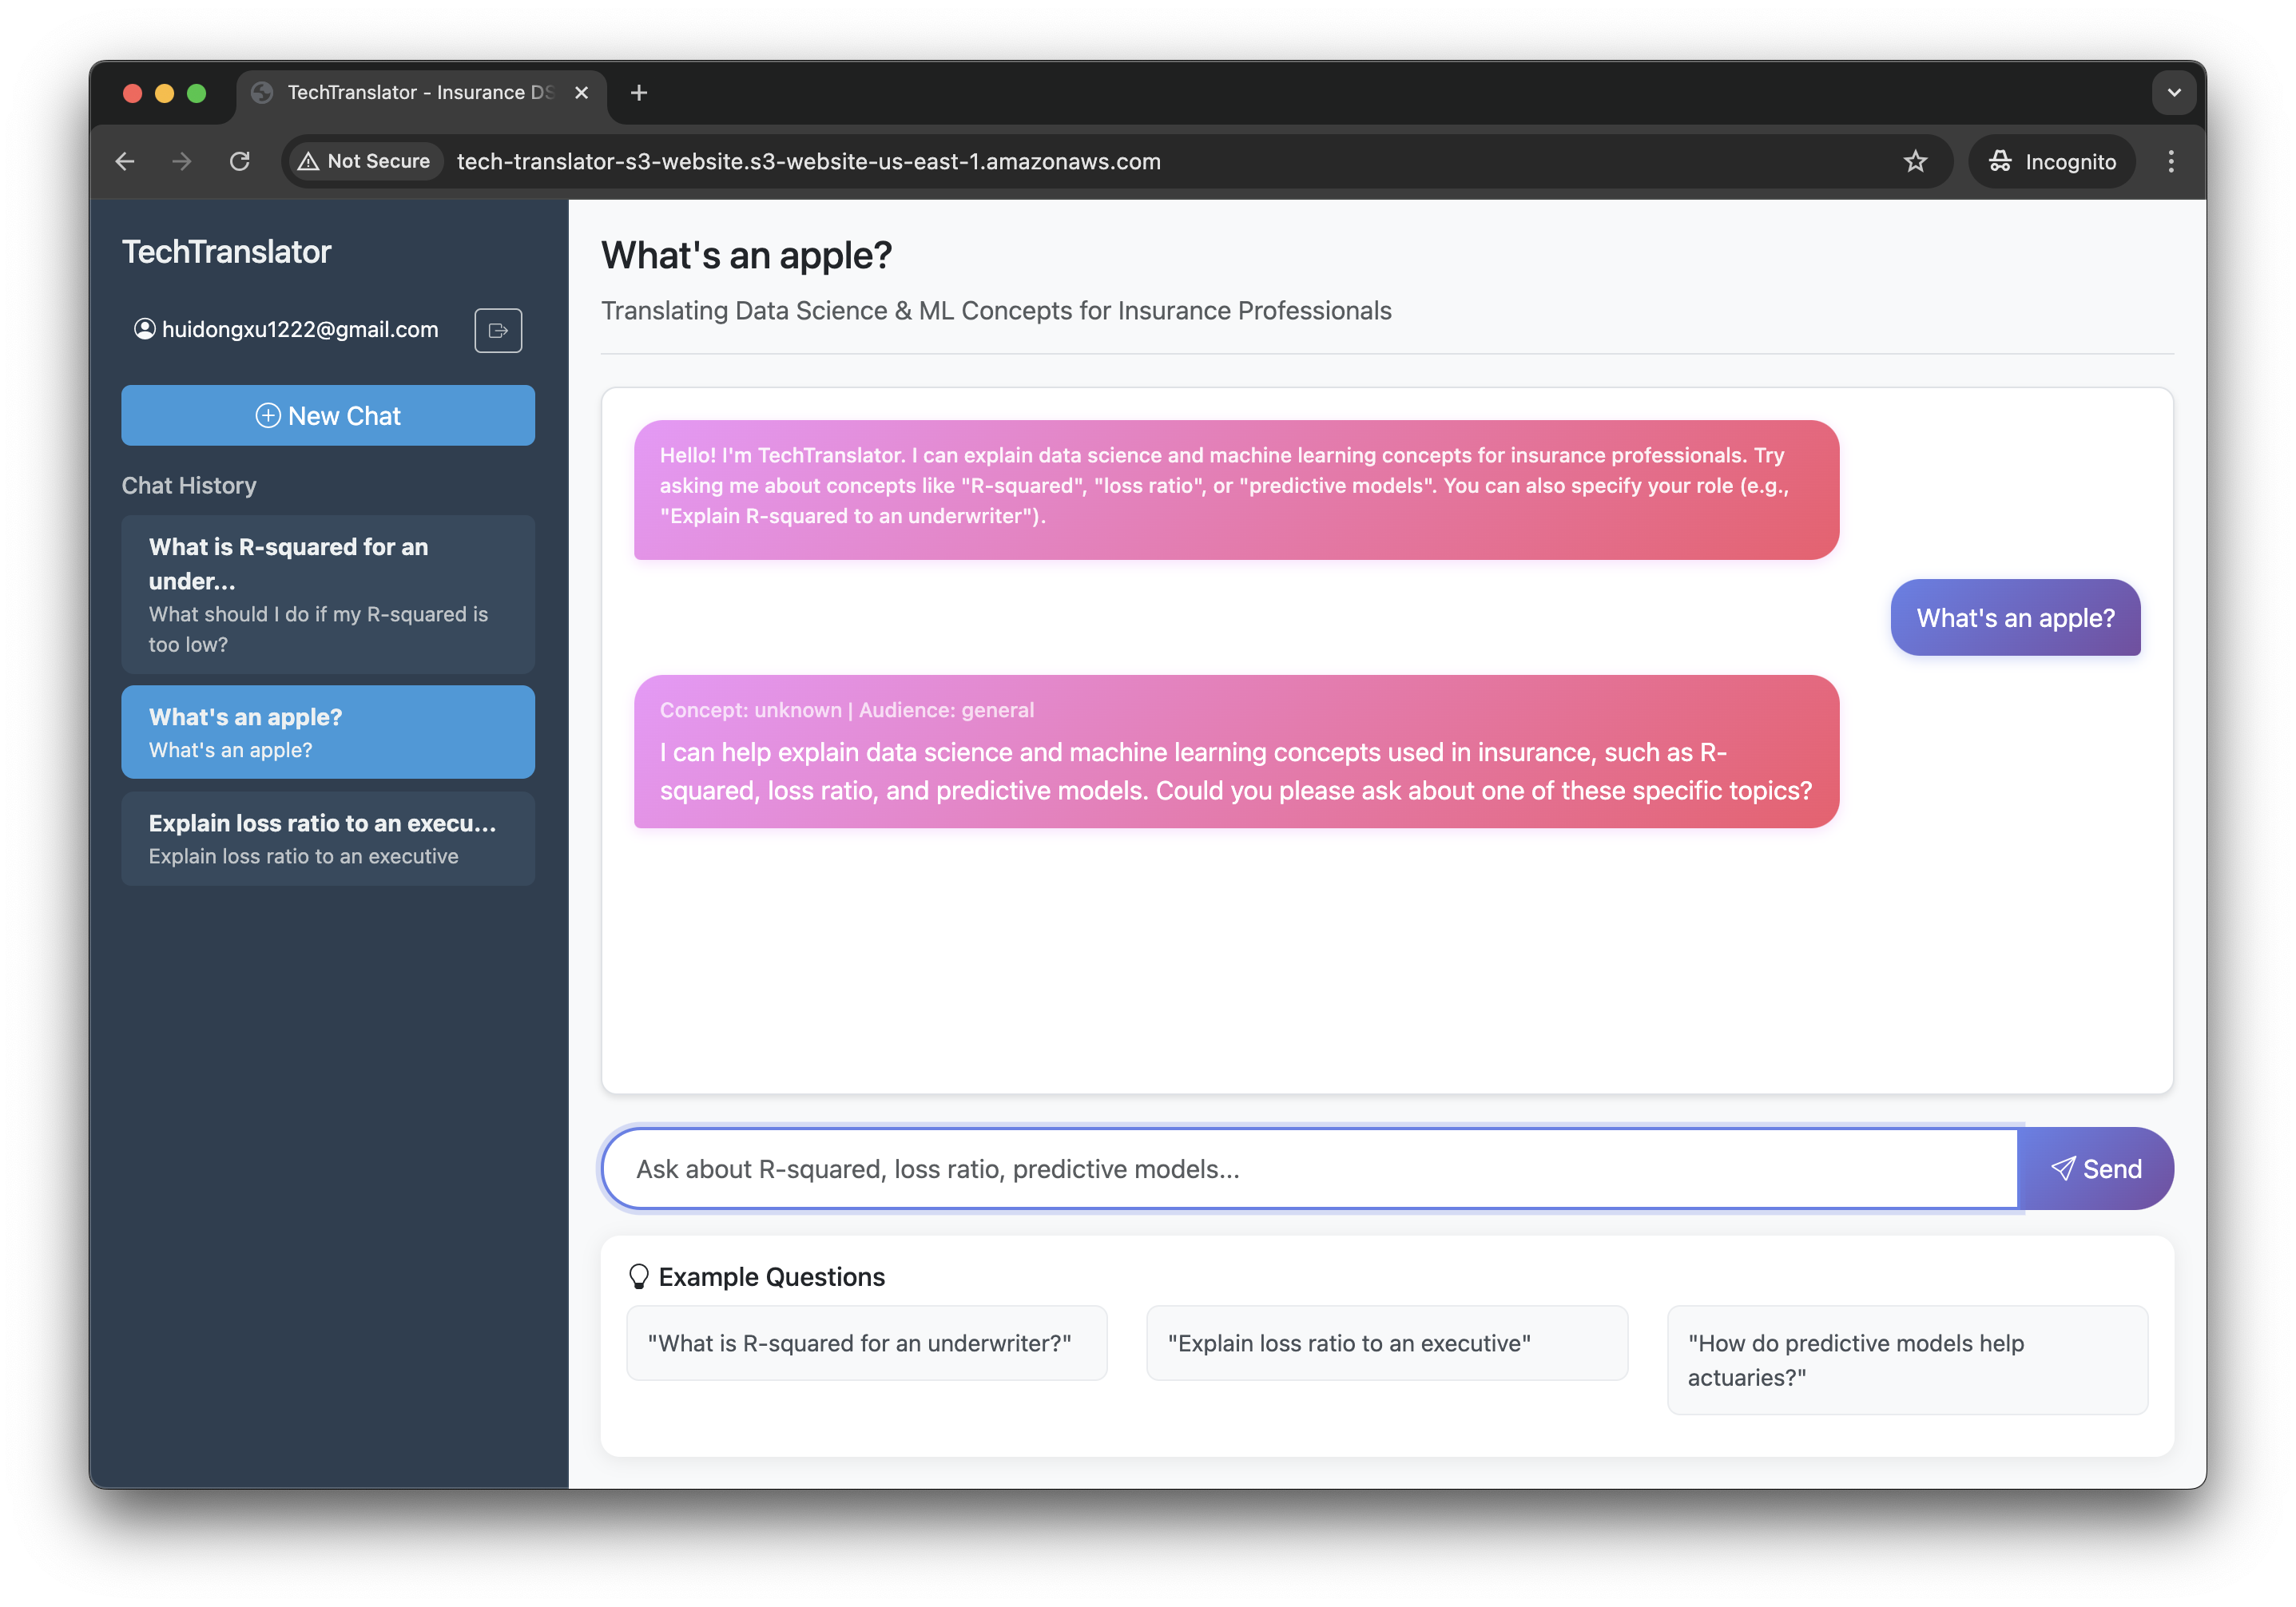 TechTranslator - Insurance DS
Not Secure
tech-translator-s3-website.s3-website-us-east-1.amazonaws.com
Incognito
TechTranslator
huidongxu1222@gmail.com
New Chat
Chat History
What is R-squared for an
under...
What should I do if my R-squared is
too low?
What's an apple?
What's an apple?
Explain loss ratio to an execu...
Explain loss ratio to an executive
What's an apple?
Translating Data Science & ML Concepts for Insurance Professionals
Hello! I'm TechTranslator. I can explain data science and machine learning concepts for insurance professionals. Try
asking me about concepts like "R-squared", "loss ratio", or "predictive models". You can also specify your role (e.g.,
"Explain R-squared to an underwriter").
What's an apple?
Concept: unknown | Audience: general
I can help explain data science and machine learning concepts used in insurance, such as R-
squared, loss ratio, and predictive models. Could you please ask about one of these specific topics?
Ask about R-squared, loss ratio, predictive models...
Send
Example Questions
"What is R-squared for an underwriter?"
"Explain loss ratio to an executive"
"How do predictive models help
actuaries?"